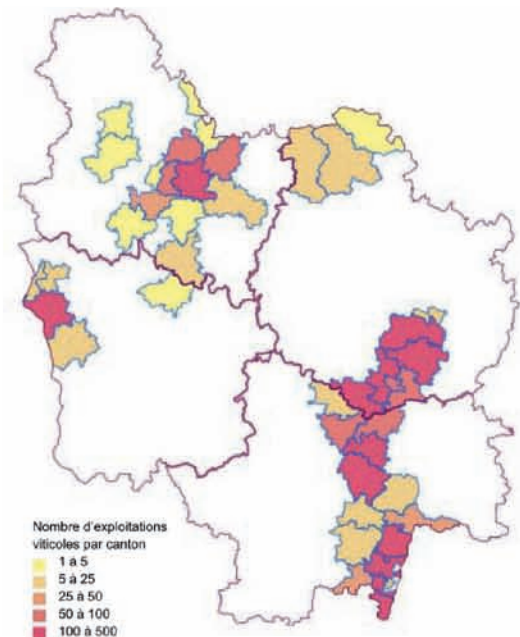 Nombre d'exploitations
viticoles par canton
1 à 5
5 à 25
25 à 50
50 à 100
100 à 500